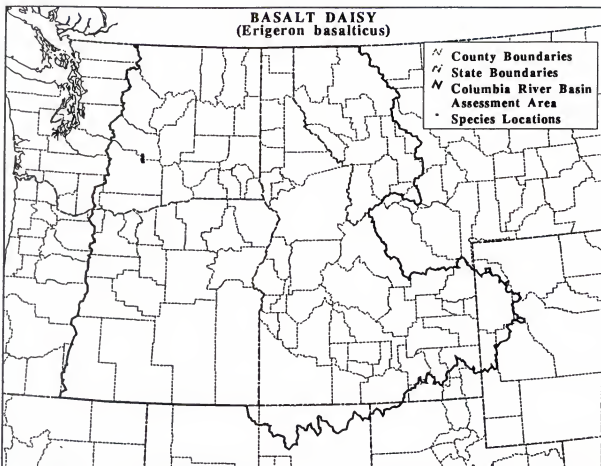 BASALT DAISY
(Erigeron basalticus)
County Boundaries
State Boundaries
Columbia River Basin
Assessment Area
Species Locations